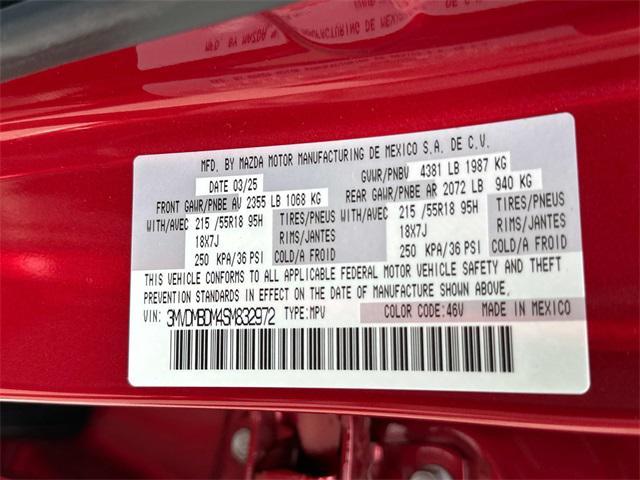 MFD. BY MAZDA MOTOR MANUFACTURING DE MEXICO S.A. DE C.V.
DATE 03/25 GVWR/PNBV 4381 LB 1987 KG
FRONT GAWR/PNBE AV 2355 LB 1068 KG REAR GAWR/PNBE AR 2072 LB 940 KG
WITH/AVEC 215 /55R18 95H TIRES/PNEUS WITH/AVEC 215 /55R18 95H TIRES/PNEUS
18X7J RIMS/JANTES 18X7J RIMS/JANTES
250 KPA/36 PSI COLD/A FROID 250 KPA/36 PSI COLD/A FROID
THIS VEHICLE CONFORMS TO ALL APPLICABLE FEDERAL MOTOR VEHICLE SAFETY AND THEFT
PREVENTION STANDARDS IN EFFECT ON THE DATE OF MANUFACTURE SHOWN ABOVE.
VIN: 3MVDMBDM4SM832972 TYPE:MPV COLOR CODE:46V MADE IN MEXICO